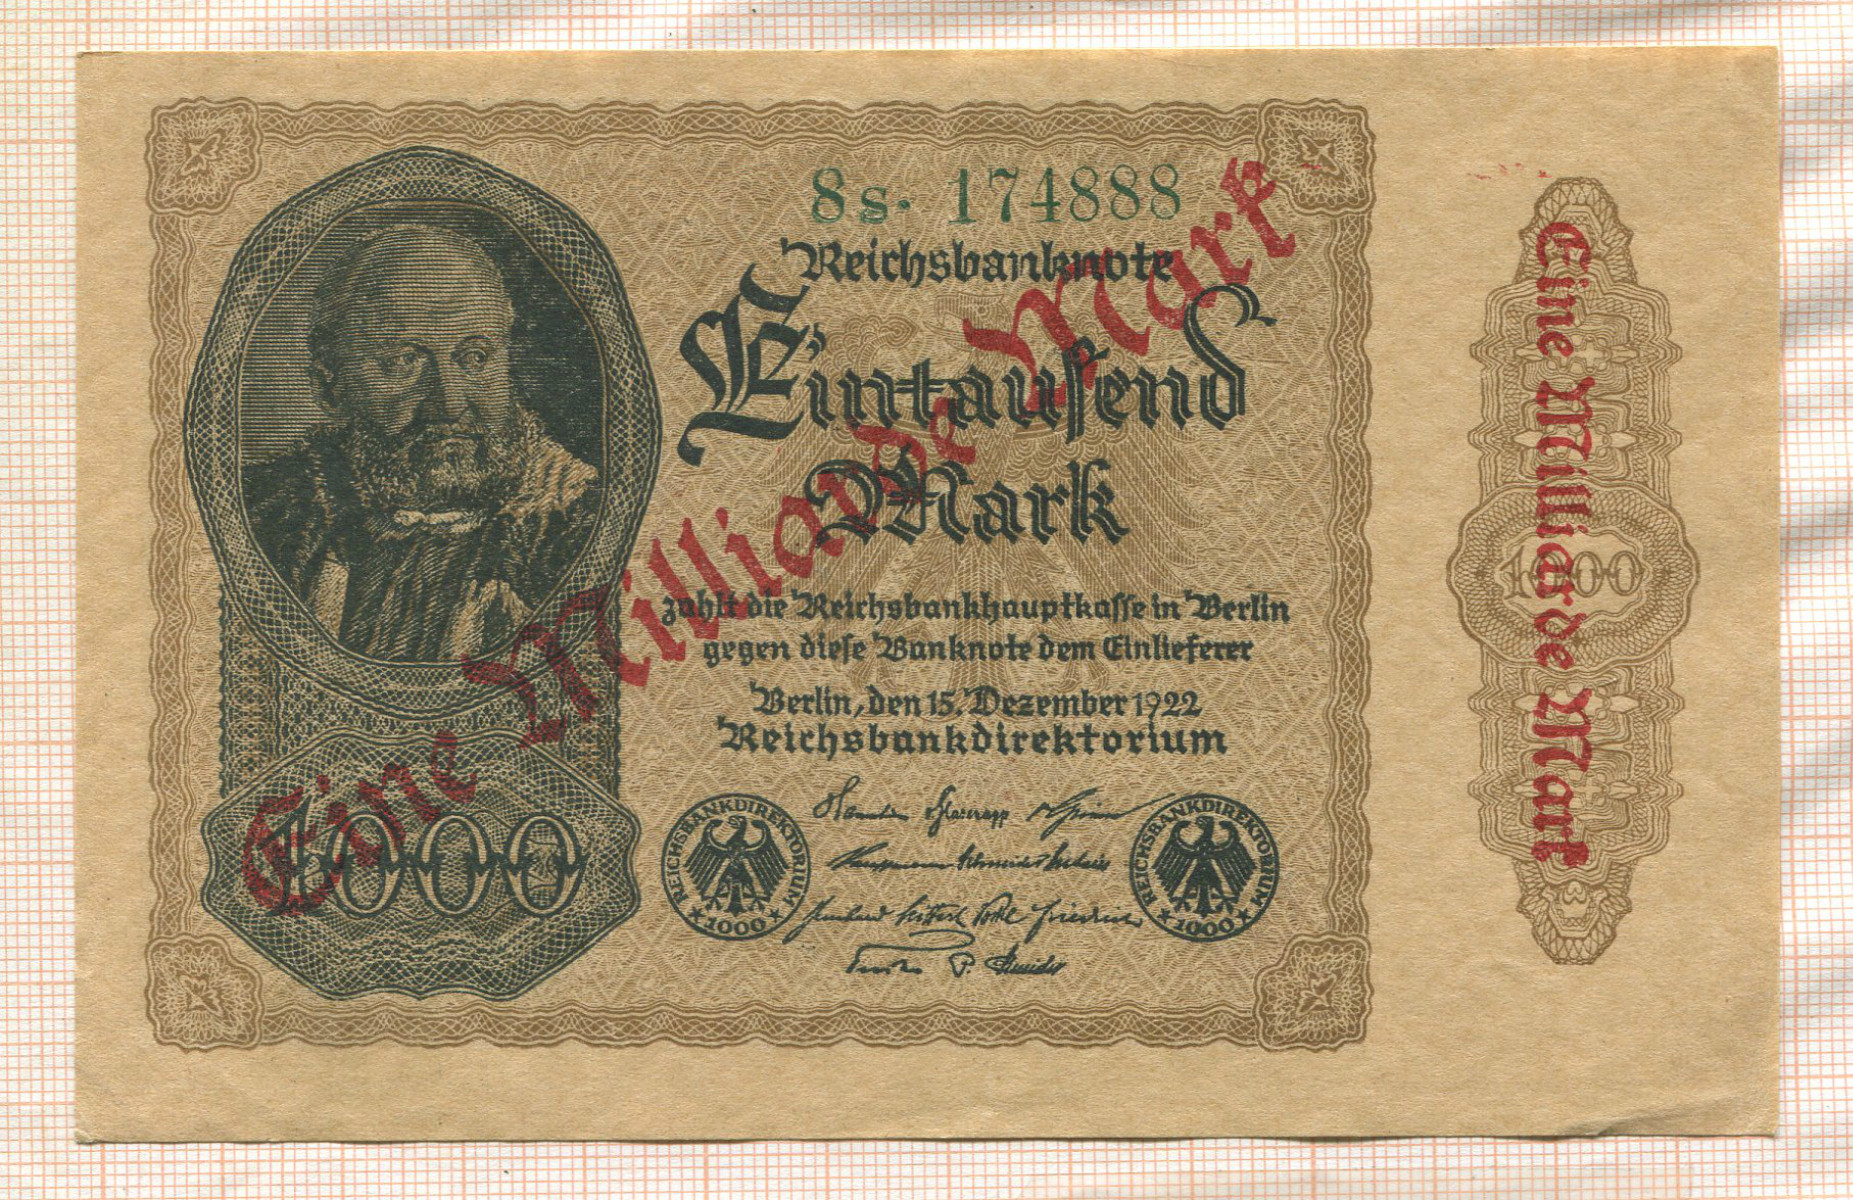 8s· 174888
Reichsbanknote
Eintausend
Mark
zahlt die Reichsbankhauptkasse in Berlin
gegen diese Banknote dem Einlieferer
Berlin, den 15. Dezember 1922
Reichsbankdirektorium
Eine Milliarde Mark
1000
REICHSBANKDIREKTORIUM
★1000★
REICHSBANKDIREKTORIUM
★1000★
Eine Milliarde Mark
1000